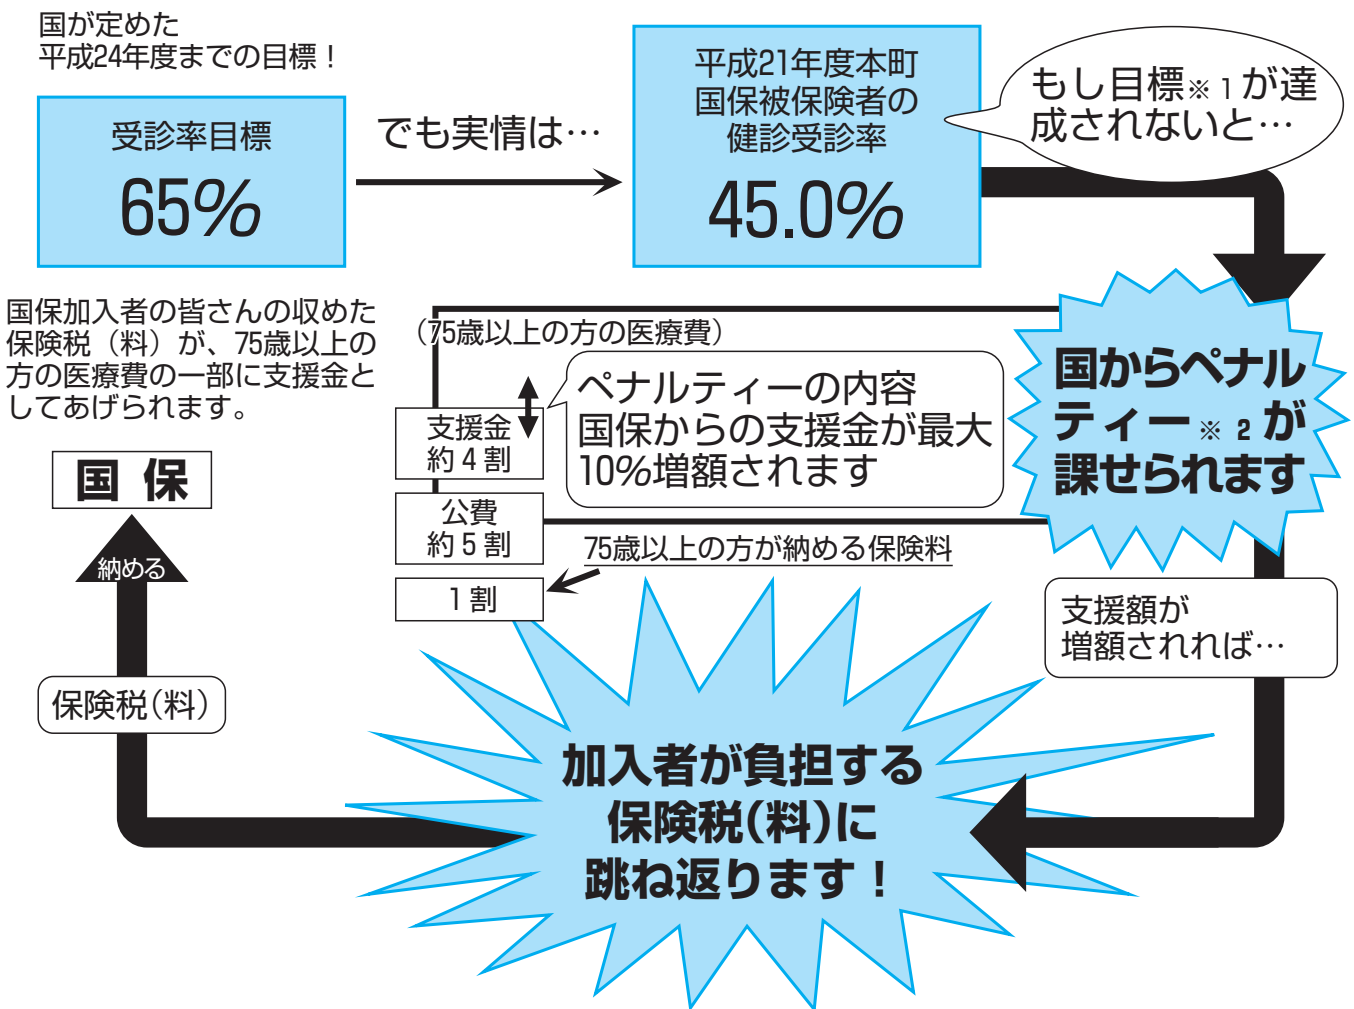 国が定めた
平成24年度までの目標！
受診率目標
65%
でも実情は…
平成21年度本町
国保被保険者の
健診受診率
45.0%
もし目標※1が達
成されないと…
国からペナル
ティー※2が
課せられます
国保加入者の皆さんの収めた
保険税（料）が、75歳以上の
方の医療費の一部に支援金と
してあげられます。
（75歳以上の方の医療費）
支援金
約4割
公費
約5割
1割
ペナルティーの内容
国保からの支援金が最大
10%増額されます
75歳以上の方が納める保険料
支援額が
増額されれば…
加入者が負担する
保険税(料)に
跳ね返ります！
保険税(料)
納める
国保